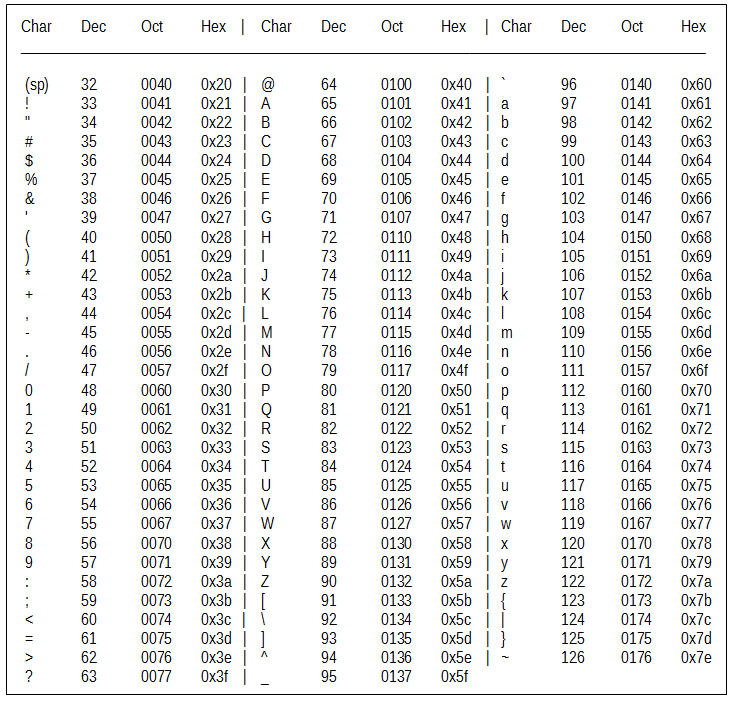 Char Dec Oct Hex | Char Dec Oct Hex | Char Dec Oct Hex
(sp) 32 0040 0x20 | @ 64 0100 0x40 | ` 96 0140 0x60
! 33 0041 0x21 | A 65 0101 0x41 | a 97 0141 0x61
" 34 0042 0x22 | B 66 0102 0x42 | b 98 0142 0x62
# 35 0043 0x23 | C 67 0103 0x43 | c 99 0143 0x63
$ 36 0044 0x24 | D 68 0104 0x44 | d 100 0144 0x64
% 37 0045 0x25 | E 69 0105 0x45 | e 101 0145 0x65
& 38 0046 0x26 | F 70 0106 0x46 | f 102 0146 0x66
' 39 0047 0x27 | G 71 0107 0x47 | g 103 0147 0x67
( 40 0050 0x28 | H 72 0110 0x48 | h 104 0150 0x68
) 41 0051 0x29 | I 73 0111 0x49 | i 105 0151 0x69
* 42 0052 0x2a | J 74 0112 0x4a | j 106 0152 0x6a
+ 43 0053 0x2b | K 75 0113 0x4b | k 107 0153 0x6b
, 44 0054 0x2c | L 76 0114 0x4c | l 108 0154 0x6c
- 45 0055 0x2d | M 77 0115 0x4d | m 109 0155 0x6d
. 46 0056 0x2e | N 78 0116 0x4e | n 110 0156 0x6e
/ 47 0057 0x2f | O 79 0117 0x4f | o 111 0157 0x6f
0 48 0060 0x30 | P 80 0120 0x50 | p 112 0160 0x70
1 49 0061 0x31 | Q 81 0121 0x51 | q 113 0161 0x71
2 50 0062 0x32 | R 82 0122 0x52 | r 114 0162 0x72
3 51 0063 0x33 | S 83 0123 0x53 | s 115 0163 0x73
4 52 0064 0x34 | T 84 0124 0x54 | t 116 0164 0x74
5 53 0065 0x35 | U 85 0125 0x55 | u 117 0165 0x75
6 54 0066 0x36 | V 86 0126 0x56 | v 118 0166 0x76
7 55 0067 0x37 | W 87 0127 0x57 | w 119 0167 0x77
8 56 0070 0x38 | X 88 0130 0x58 | x 120 0170 0x78
9 57 0071 0x39 | Y 89 0131 0x59 | y 121 0171 0x79
: 58 0072 0x3a | Z 90 0132 0x5a | z 122 0172 0x7a
; 59 0073 0x3b | [ 91 0133 0x5b | { 123 0173 0x7b
< 60 0074 0x3c | \ 92 0134 0x5c | | 124 0174 0x7c
= 61 0075 0x3d | ] 93 0135 0x5d | } 125 0175 0x7d
> 62 0076 0x3e | ^ 94 0136 0x5e | ~ 126 0176 0x7e
? 63 0077 0x3f | _ 95 0137 0x5f